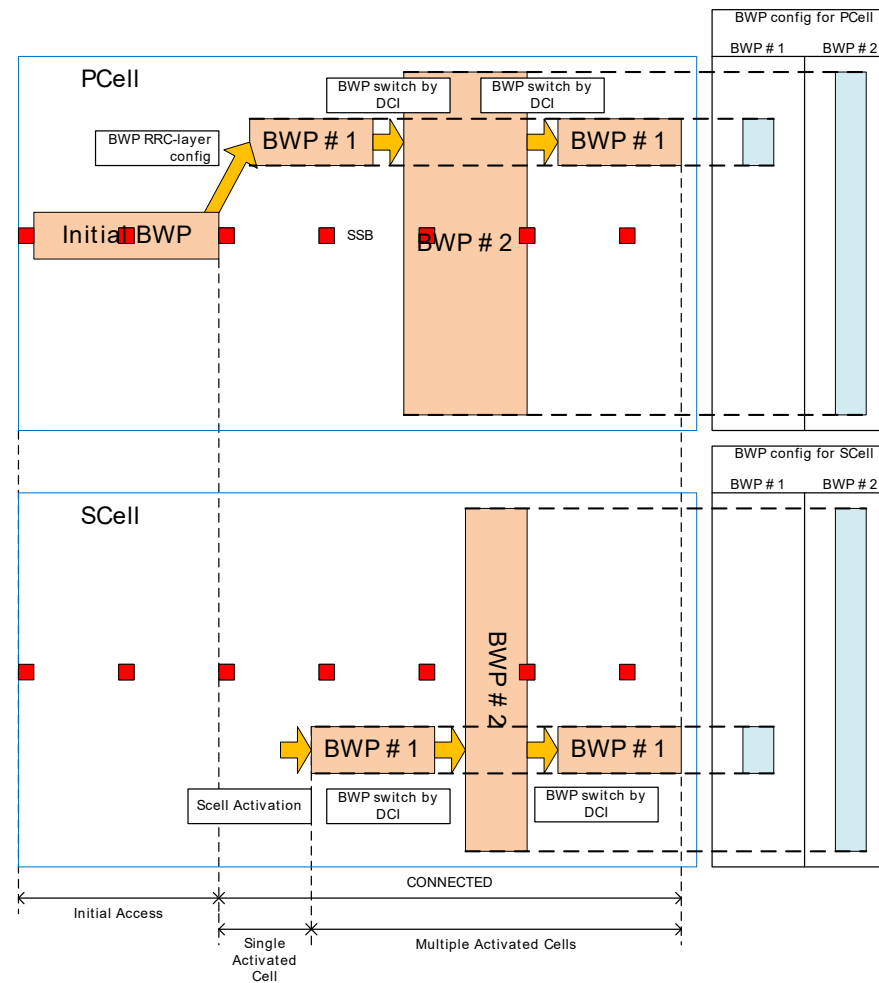 BWP config for PCell
BWP # 1
BWP # 2
PCell
BWP switch by
DCI
BWP switch by
DCI
BWP RRC-layer
config
BWP # 1
BWP # 1
Initial BWP
SSB
BWP # 2
BWP config for SCell
BWP # 1
BWP # 2
SCell
BWP # 2
BWP # 1
BWP # 1
Scell Activation
BWP switch by
DCI
BWP switch by
DCI
CONNECTED
Initial Access
Single
Activated
Cell
Multiple Activated Cells